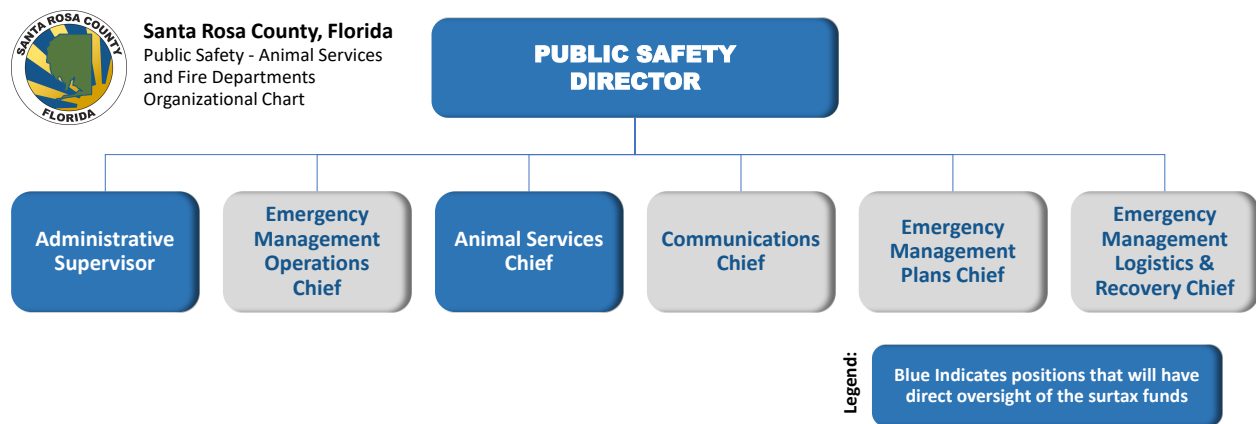 SANTA ROSA COUNTY
FLORIDA
Santa Rosa County, Florida
Public Safety - Animal Services
and Fire Departments
Organizational Chart
PUBLIC SAFETY
DIRECTOR
Administrative
Supervisor
Emergency
Management
Operations
Chief
Animal Services
Chief
Communications
Chief
Emergency
Management
Plans Chief
Emergency
Management
Logistics &
Recovery Chief
Legend:
Blue Indicates positions that will have
direct oversight of the surtax funds